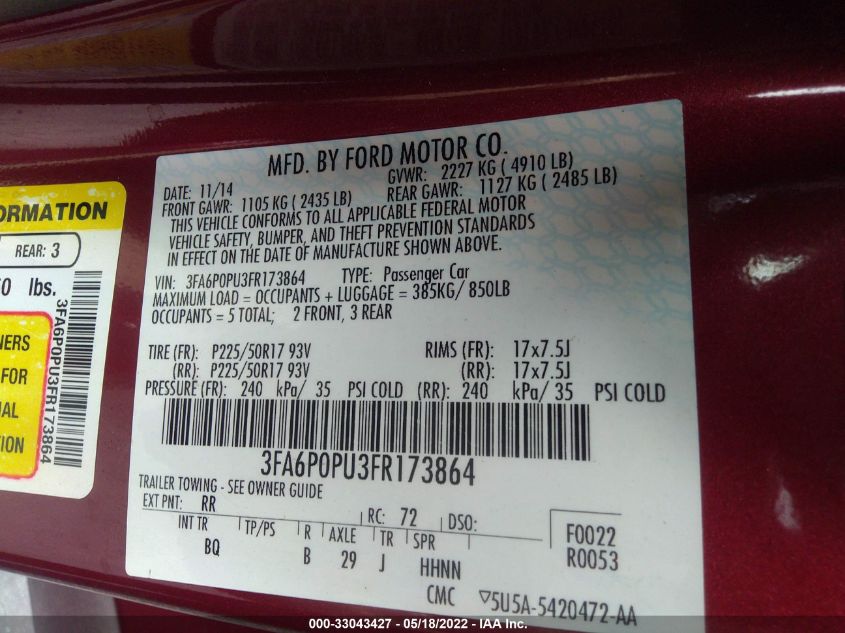 MFD. BY FORD MOTOR CO.
DATE: 11/14
GVWR: 2227 KG ( 4910 LB)
FRONT GAWR: 1105 KG ( 2435 LB)
REAR GAWR: 1127 KG ( 2485 LB)
THIS VEHICLE CONFORMS TO ALL APPLICABLE FEDERAL MOTOR
VEHICLE SAFETY, BUMPER, AND THEFT PREVENTION STANDARDS
IN EFFECT ON THE DATE OF MANUFACTURE SHOWN ABOVE.
VIN: 3FA6P0PU3FR173864 TYPE: Passenger Car
MAXIMUM LOAD = OCCUPANTS + LUGGAGE = 385KG/ 850LB
OCCUPANTS = 5 TOTAL; 2 FRONT, 3 REAR
TIRE (FR): P225/50R17 93V RIMS (FR): 17x7.5J
(RR): P225/50R17 93V (RR): 17x7.5J
PRESSURE (FR): 240 kPa/ 35 PSI COLD (RR): 240 kPa/ 35 PSI COLD
3FA6P0PU3FR173864
TRAILER TOWING - SEE OWNER GUIDE
EXT PNT: RR RC: 72 DSO:
INT TR TP/PS R AXLE TR SPR
BQ B 29 J HHNN
F0022
R0053
CMC ▽5U5A-5420472-AA
ORMATION
REAR: 3
0 lbs.
NERS
FOR
UAL
ATION
3FA6P0PU3FR173864
000-33043427 - 05/18/2022 - IAA Inc.